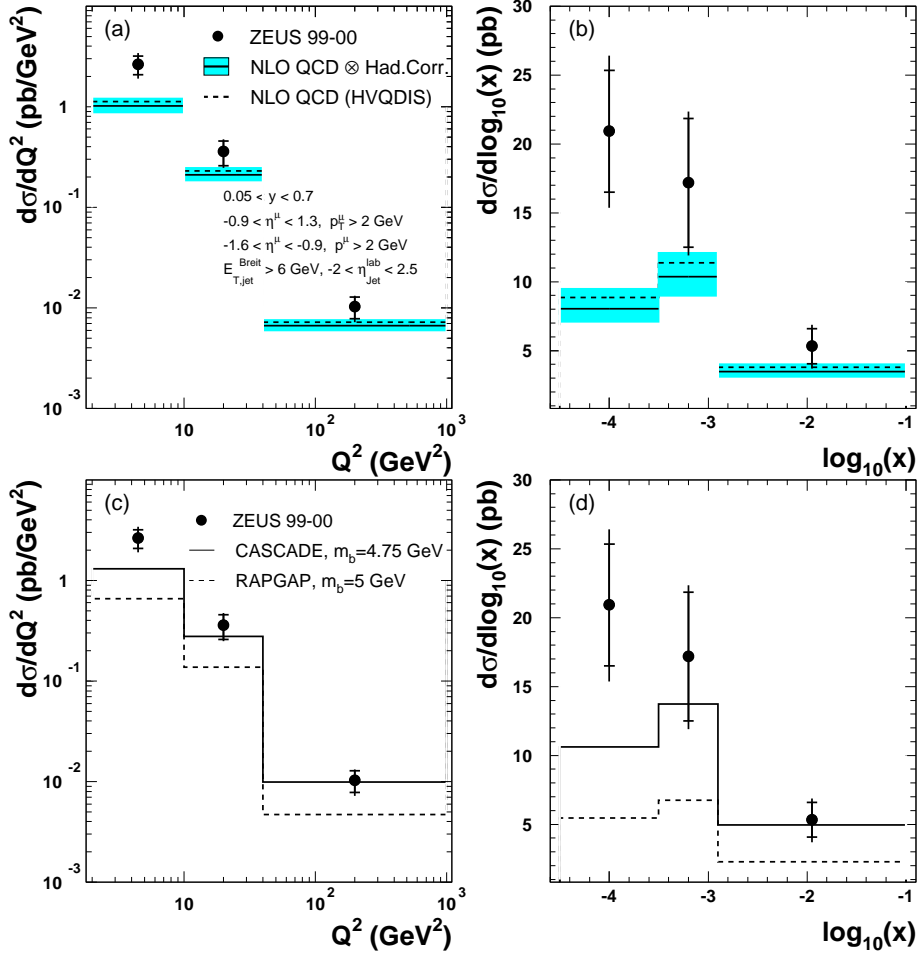 (a)
ZEUS 99-00
NLO QCD ⊗ Had.Corr.
NLO QCD (HVQDIS)
0.05 < y < 0.7
-0.9 < η^μ < 1.3, p_T^μ > 2 GeV
-1.6 < η^μ < -0.9, p^μ > 2 GeV
E_{T,jet}^{Breit} > 6 GeV, -2 < η_{Jet}^{lab} < 2.5
dσ/dQ² (pb/GeV²)
1
10⁻¹
10⁻²
10⁻³
10 10² 10³
Q² (GeV²)
(b)
dσ/dlog₁₀(x) (pb)
30
25
20
15
10
5
-4 -3 -2 -1
log₁₀(x)
(c)
ZEUS 99-00
CASCADE, m_b=4.75 GeV
RAPGAP, m_b=5 GeV
dσ/dQ² (pb/GeV²)
1
10⁻¹
10⁻²
10⁻³
10 10² 10³
Q² (GeV²)
(d)
dσ/dlog₁₀(x) (pb)
30
25
20
15
10
5
-4 -3 -2 -1
log₁₀(x)